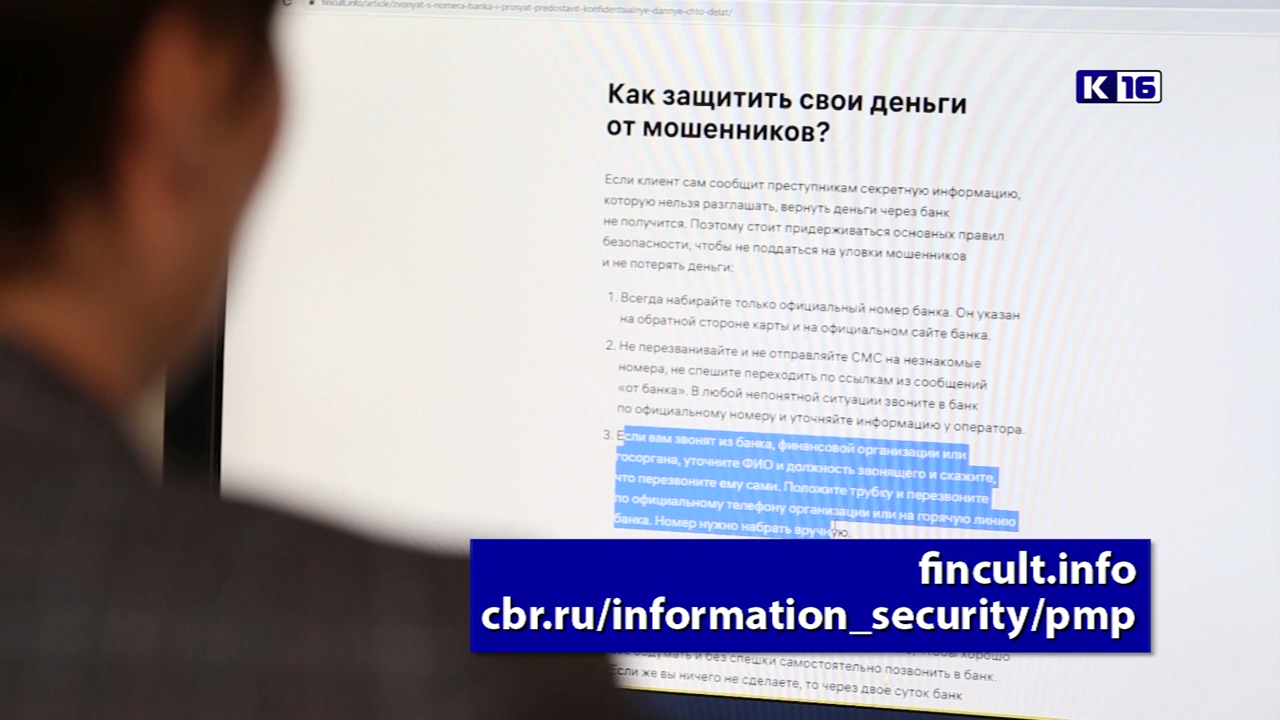 fincult.info/article/zvonyat-s-nomera-banka-i-prosyat-predostavit-konfidentsialnye-dannye-chto-delat/
K 16
Как защитить свои деньги
от мошенников?
Если клиент сам сообщит преступникам секретную информацию,
которую нельзя разглашать, вернуть деньги через банк
не получится. Поэтому стоит придерживаться основных правил
безопасности, чтобы не поддаться на уловки мошенников
и не потерять деньги:
1. Всегда набирайте только официальный номер банка. Он указан
на обратной стороне карты и на официальном сайте банка.
2. Не перезванивайте и не отправляйте СМС на незнакомые
номера, не спешите переходить по ссылкам из сообщений
«от банка». В любой непонятной ситуации звоните в банк
по официальному номеру и уточняйте информацию у оператора.
3. Если вам звонят из банка, финансовой организации или
госоргана, уточните ФИО и должность звонящего и скажите,
что перезвоните ему сами. Положите трубку и перезвоните
по официальному телефону организации или на горячую линию
банка. Номер нужно набрать вручную.
fincult.info
cbr.ru/information_security/pmp
хорошо
и без спешки самостоятельно позвонить в банк.
Если же вы ничего не сделаете, то через двое суток банк